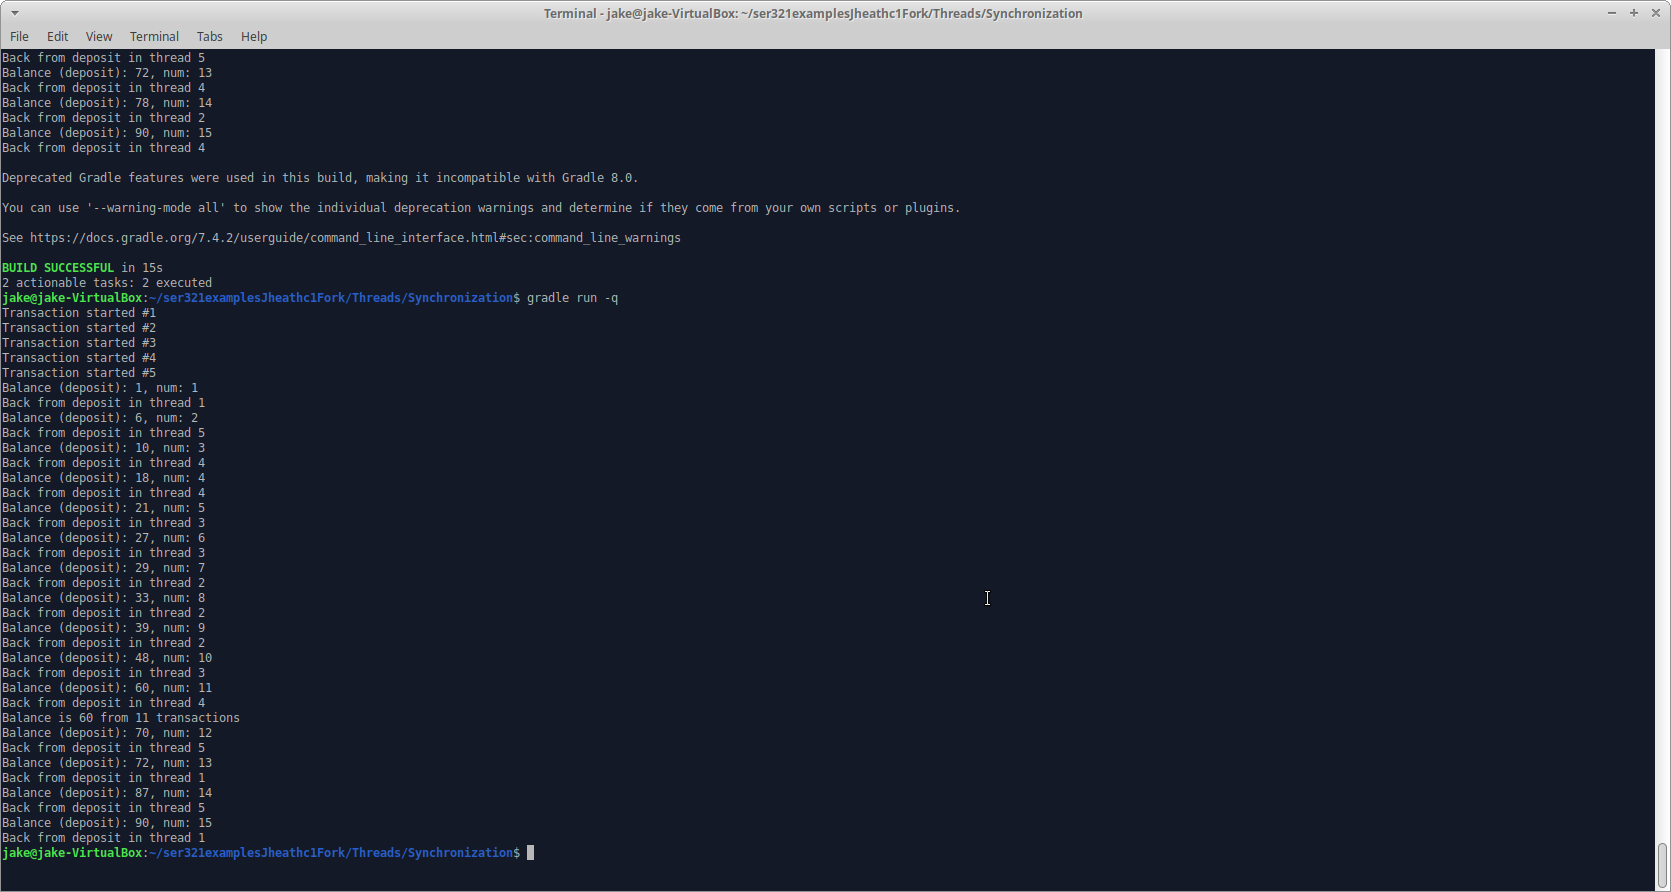 Terminal - jake@jake-VirtualBox: ~/ser321examplesJheathc1Fork/Threads/Synchronization
File Edit View Terminal Tabs Help
Back from deposit in thread 5
Balance (deposit): 72, num: 13
Back from deposit in thread 4
Balance (deposit): 78, num: 14
Back from deposit in thread 2
Balance (deposit): 90, num: 15
Back from deposit in thread 4
Deprecated Gradle features were used in this build, making it incompatible with Gradle 8.0.
You can use '--warning-mode all' to show the individual deprecation warnings and determine if they come from your own scripts or plugins.
See https://docs.gradle.org/7.4.2/userguide/command_line_interface.html#sec:command_line_warnings
BUILD SUCCESSFUL in 15s
2 actionable tasks: 2 executed
jake@jake-VirtualBox:~/ser321examplesJheathc1Fork/Threads/Synchronization$ gradle run -q
Transaction started #1
Transaction started #2
Transaction started #3
Transaction started #4
Transaction started #5
Balance (deposit): 1, num: 1
Back from deposit in thread 1
Balance (deposit): 6, num: 2
Back from deposit in thread 5
Balance (deposit): 10, num: 3
Back from deposit in thread 4
Balance (deposit): 18, num: 4
Back from deposit in thread 4
Balance (deposit): 21, num: 5
Back from deposit in thread 3
Balance (deposit): 27, num: 6
Back from deposit in thread 3
Balance (deposit): 29, num: 7
Back from deposit in thread 2
Balance (deposit): 33, num: 8
Back from deposit in thread 2
Balance (deposit): 39, num: 9
Back from deposit in thread 2
Balance (deposit): 48, num: 10
Back from deposit in thread 3
Balance (deposit): 60, num: 11
Back from deposit in thread 4
Balance is 60 from 11 transactions
Balance (deposit): 70, num: 12
Back from deposit in thread 5
Balance (deposit): 72, num: 13
Back from deposit in thread 1
Balance (deposit): 87, num: 14
Back from deposit in thread 5
Balance (deposit): 90, num: 15
Back from deposit in thread 1
jake@jake-VirtualBox:~/ser321examplesJheathc1Fork/Threads/Synchronization$